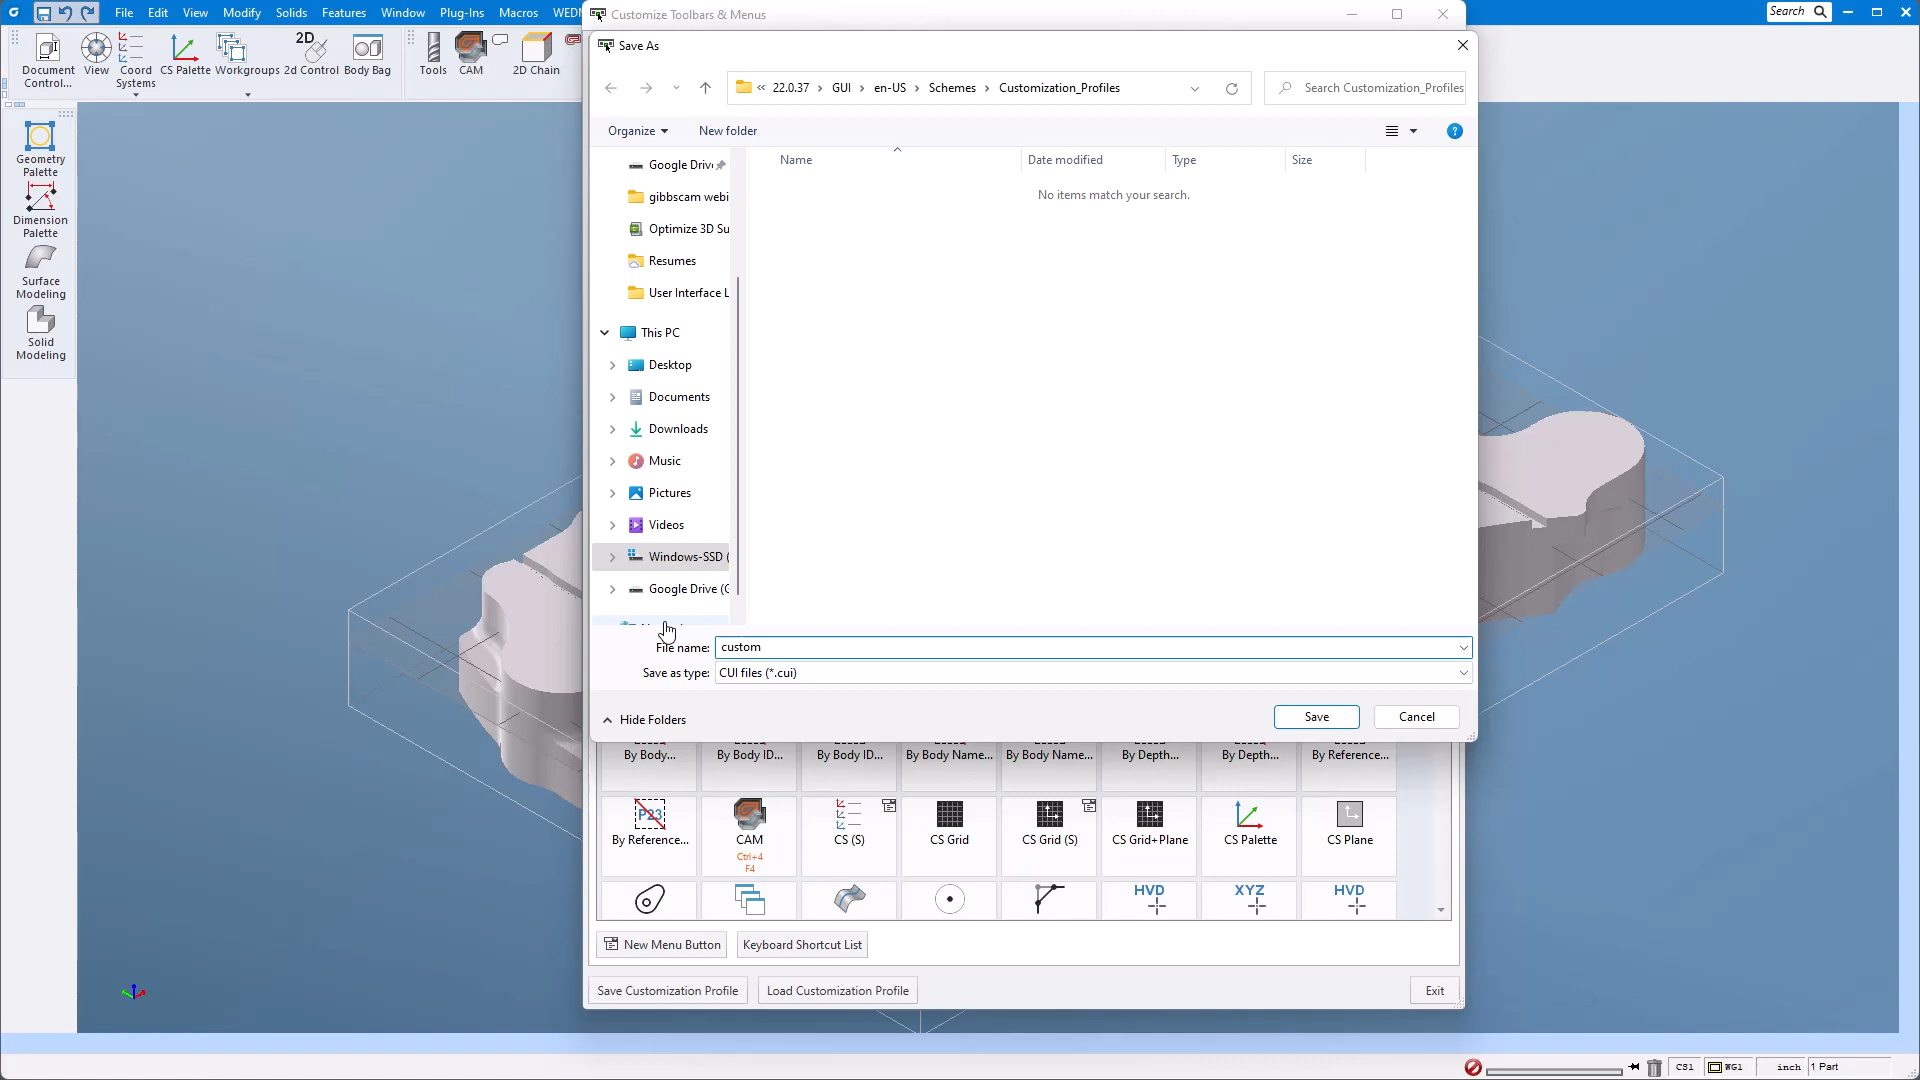 File Edit View Modify Solids Features Window Plug-Ins Macros
Customize Toolbars & Menus
Search
Document Control...
View
Coord Systems
CS Palette
Workgroups
2D
2d Control
Body Bag
Tools
CAM
2D Chain
Geometry Palette
Dimension Palette
Surface Modeling
Solid Modeling
Save As
« 22.0.37 › GUI › en-US › Schemes › Customization_Profiles
Search Customization_Profiles
Organize
New folder
Name
Date modified
Type
Size
No items match your search.
Google Driv
gibbscam webi
Optimize 3D Su
Resumes
User Interface L
This PC
Desktop
Documents
Downloads
Music
Pictures
Videos
Windows-SSD (
Google Drive (G
File name: custom
Save as type: CUI files (*.cui)
Hide Folders
Save
Cancel
By Body... By Body ID... By Body ID... By Body Name... By Body Name... By Depth... By Depth... By Reference...
P23
By Reference... CAM CS (S) CS Grid CS Grid (S) CS Grid+Plane CS Palette CS Plane
Ctrl+4
F4
HVD XYZ HVD
New Menu Button
Keyboard Shortcut List
Save Customization Profile
Load Customization Profile
Exit
CS1
WG1
inch
1 Part